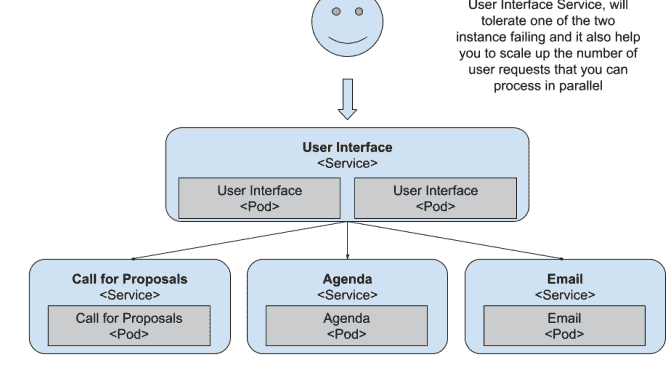 User Interface Service, will
tolerate one of the two
instance failing and it also help
you to scale up the number of
user requests that you can
process in parallel
User Interface
<Service>
User Interface
<Pod>
User Interface
<Pod>
Call for Proposals
<Service>
Call for Proposals
<Pod>
Agenda
<Service>
Agenda
<Pod>
Email
<Service>
Email
<Pod>